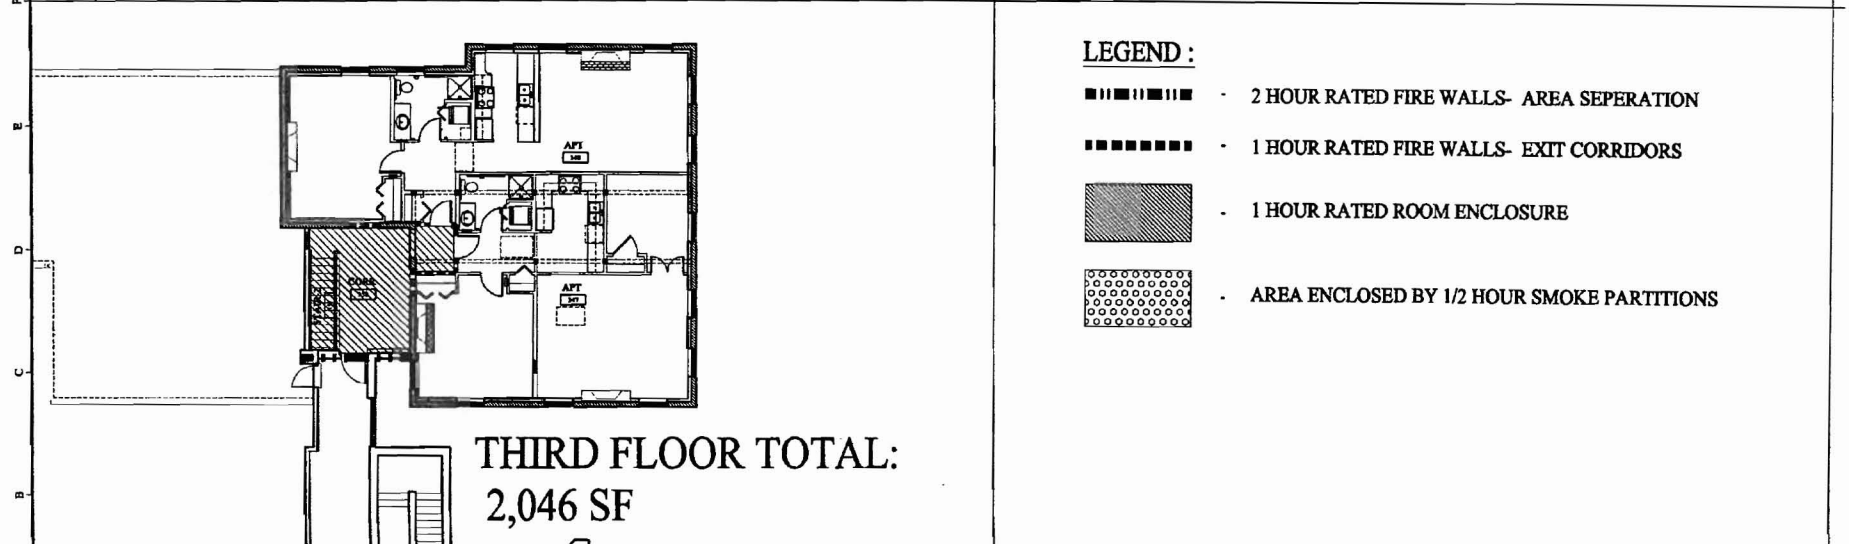 F
LEGEND :
- 2 HOUR RATED FIRE WALLS- AREA SEPERATION
E
- 1 HOUR RATED FIRE WALLS- EXIT CORRIDORS
APT
- 1 HOUR RATED ROOM ENCLOSURE
D
CORR
APT
347
- AREA ENCLOSED BY 1/2 HOUR SMOKE PARTITIONS
C
THIRD FLOOR TOTAL:
B
2,046 SF